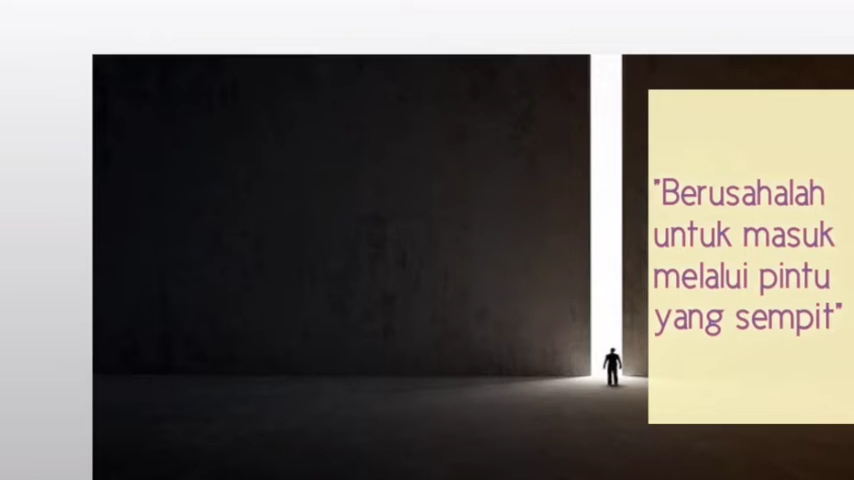 "Berusahalah
untuk masuk
melalui pintu
yang sempit"